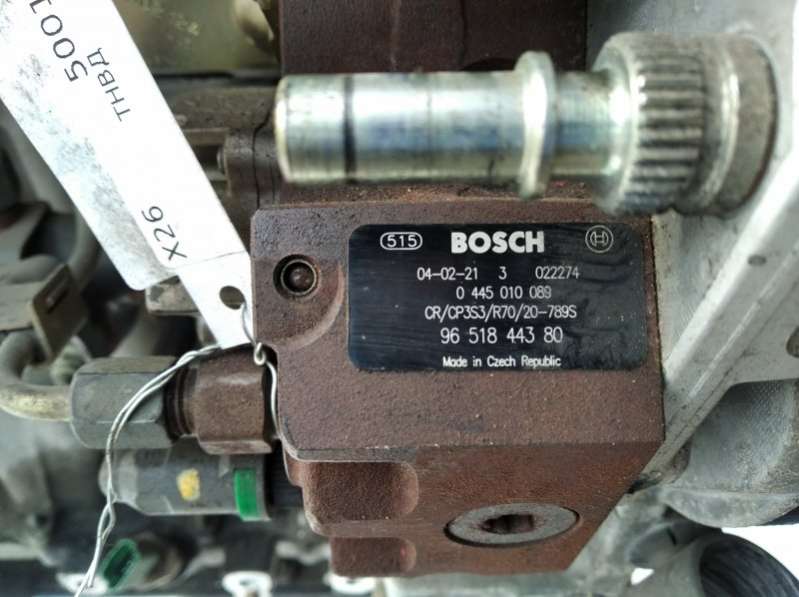 5001
ТНВД
X26
515 BOSCH
04-02-21 3 022274
0 445 010 089
CR/CP3S3/R70/20-789S
96 518 443 80
Made in Czech Republic